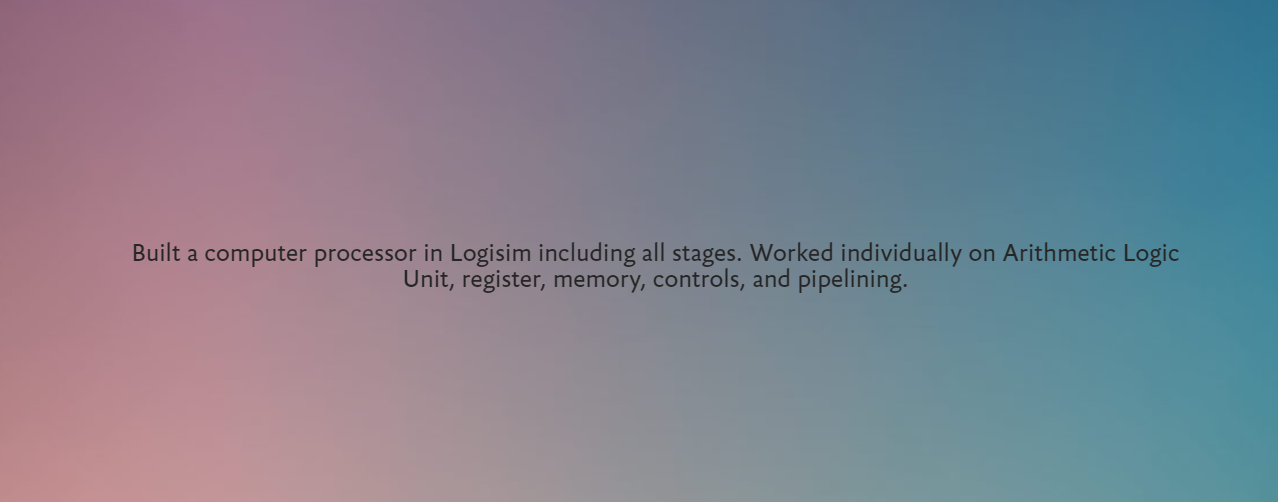 Built a computer processor in Logisim including all stages. Worked individually on Arithmetic Logic
Unit, register, memory, controls, and pipelining.